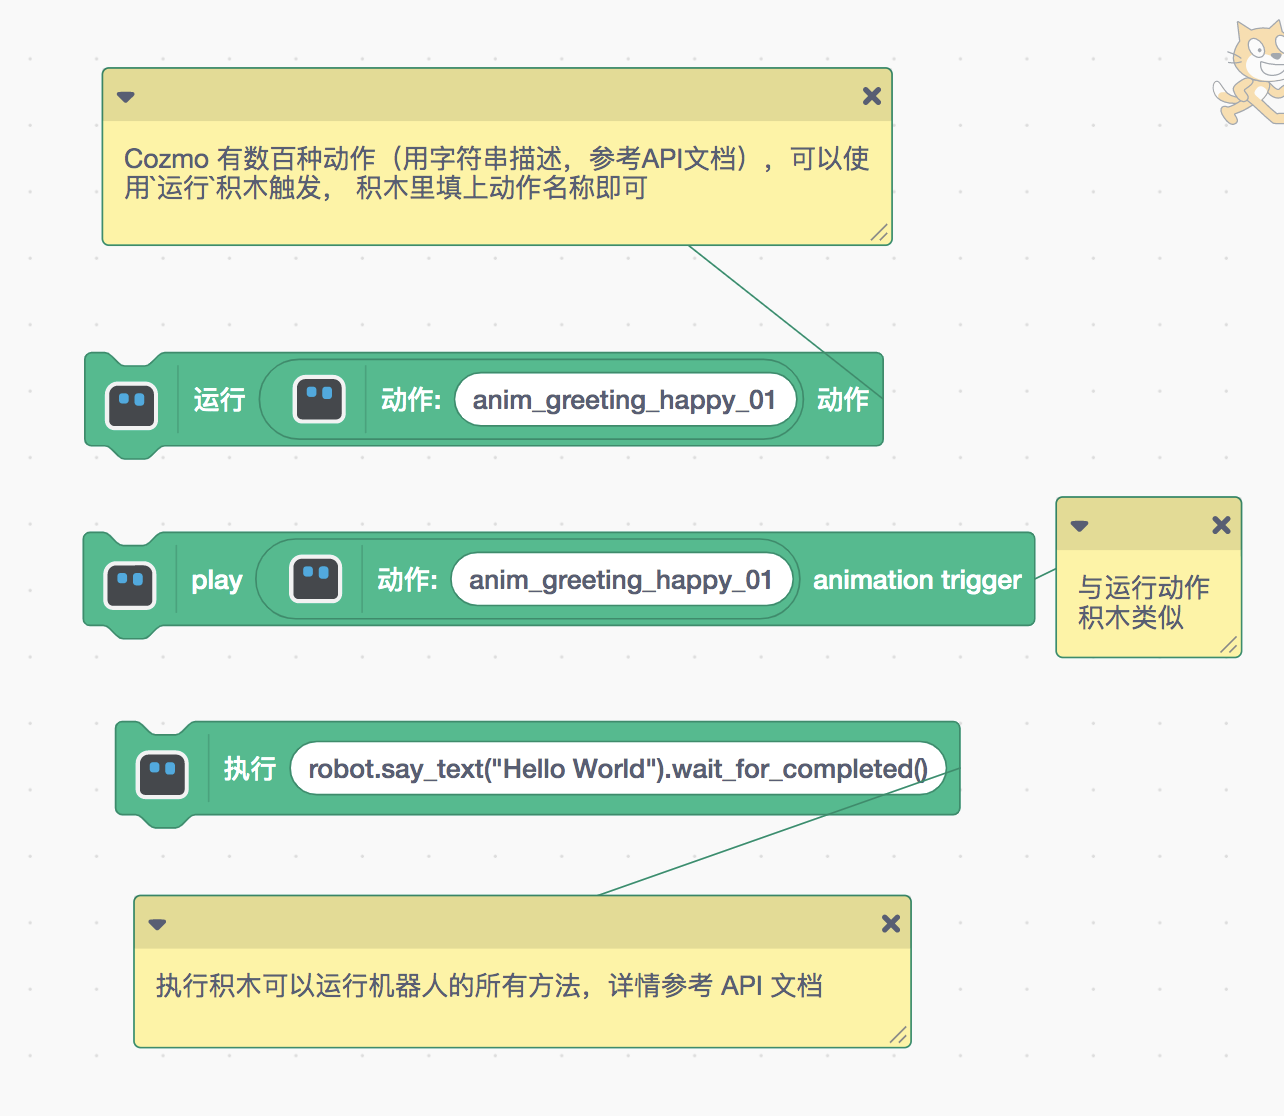 Cozmo 有数百种动作（用字符串描述，参考API文档），可以使
用`运行`积木触发， 积木里填上动作名称即可
运行 动作: anim_greeting_happy_01 动作
play 动作: anim_greeting_happy_01 animation trigger
与运行动作
积木类似
执行 robot.say_text("Hello World").wait_for_completed()
执行积木可以运行机器人的所有方法，详情参考 API 文档